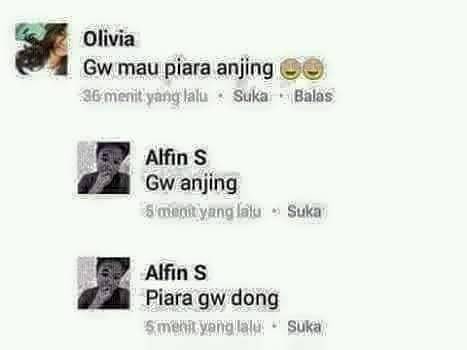 Olivia
Gw mau piara anjing 😄😄
36 menit yang lalu · Suka · Balas
Alfin S
Gw anjing
5 menit yang lalu · Suka
Alfin S
Piara gw dong
5 menit yang lalu · Suka